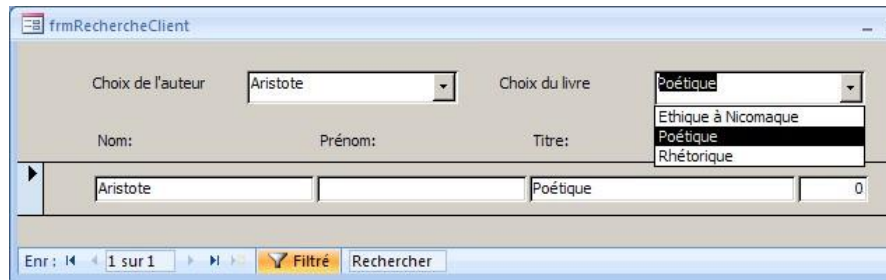 frmRechercheClient
Choix de l'auteur Aristote Choix du livre Poétique
Ethique à Nicomaque
Poétique
Rhétorique
Nom: Prénom: Titre:
Aristote Poétique 0
Enr : 1 sur 1 Filtré Rechercher